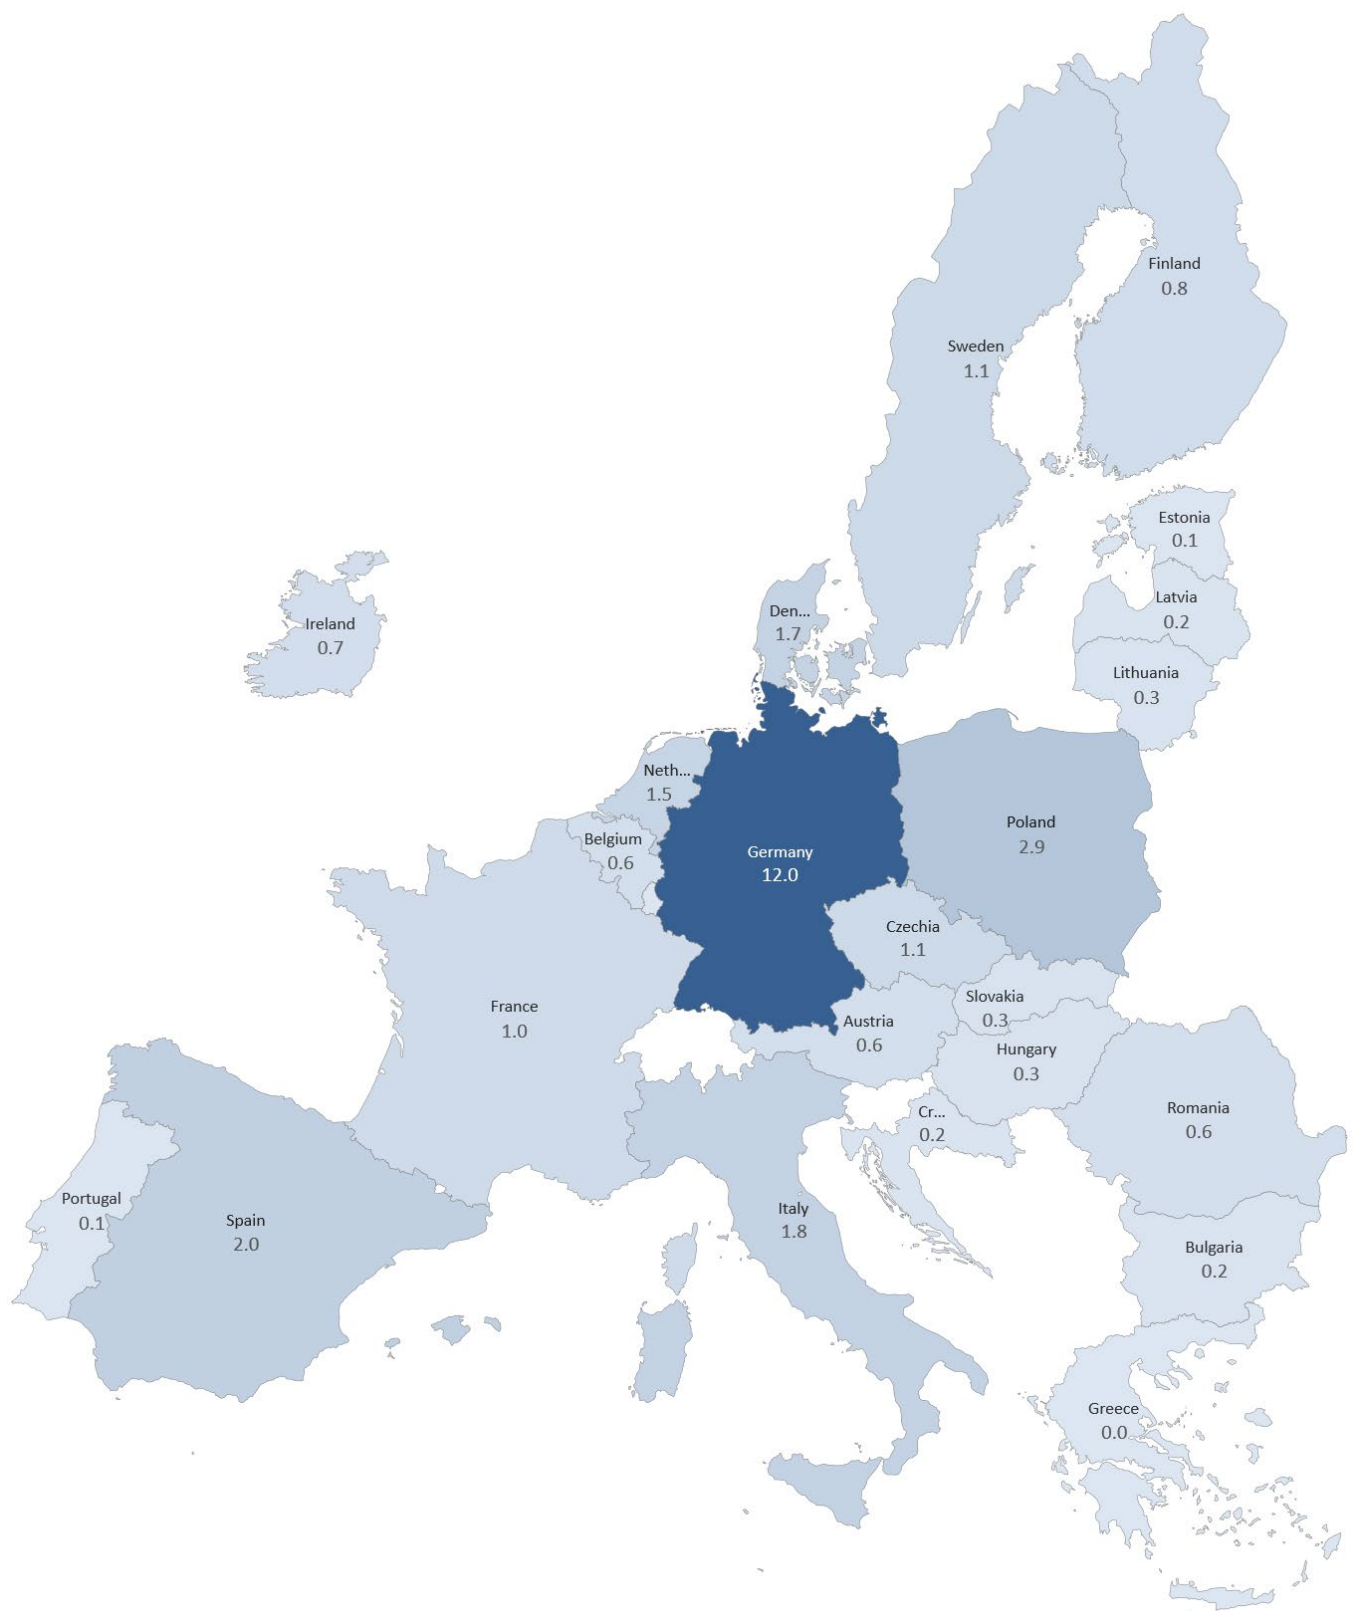 Finland
0.8
Sweden
1.1
Estonia
0.1
Latvia
0.2
Den...
1.7
Ireland
0.7
Lithuania
0.3
Neth...
1.5
Poland
2.9
Belgium
0.6
Germany
12.0
Czechia
1.1
Slovakia
0.3
France
1.0
Austria
0.6
Hungary
0.3
Cr...
0.2
Romania
0.6
Portugal
0.1
Spain
2.0
Italy
1.8
Bulgaria
0.2
Greece
0.0